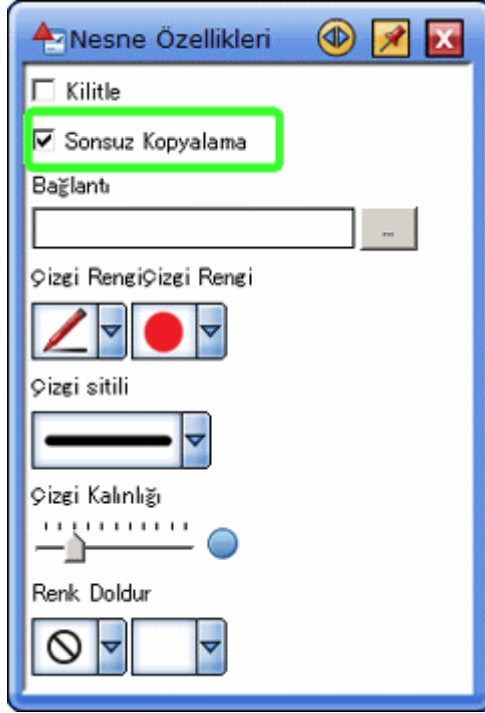 Nesne Özellikleri
Kilitle
Sonsuz Kopyalama
Bağlantı
...
Çizgi RengiÇizgi Rengi
Çizgi sitili
Çizgi Kalınlığı
Renk Doldur